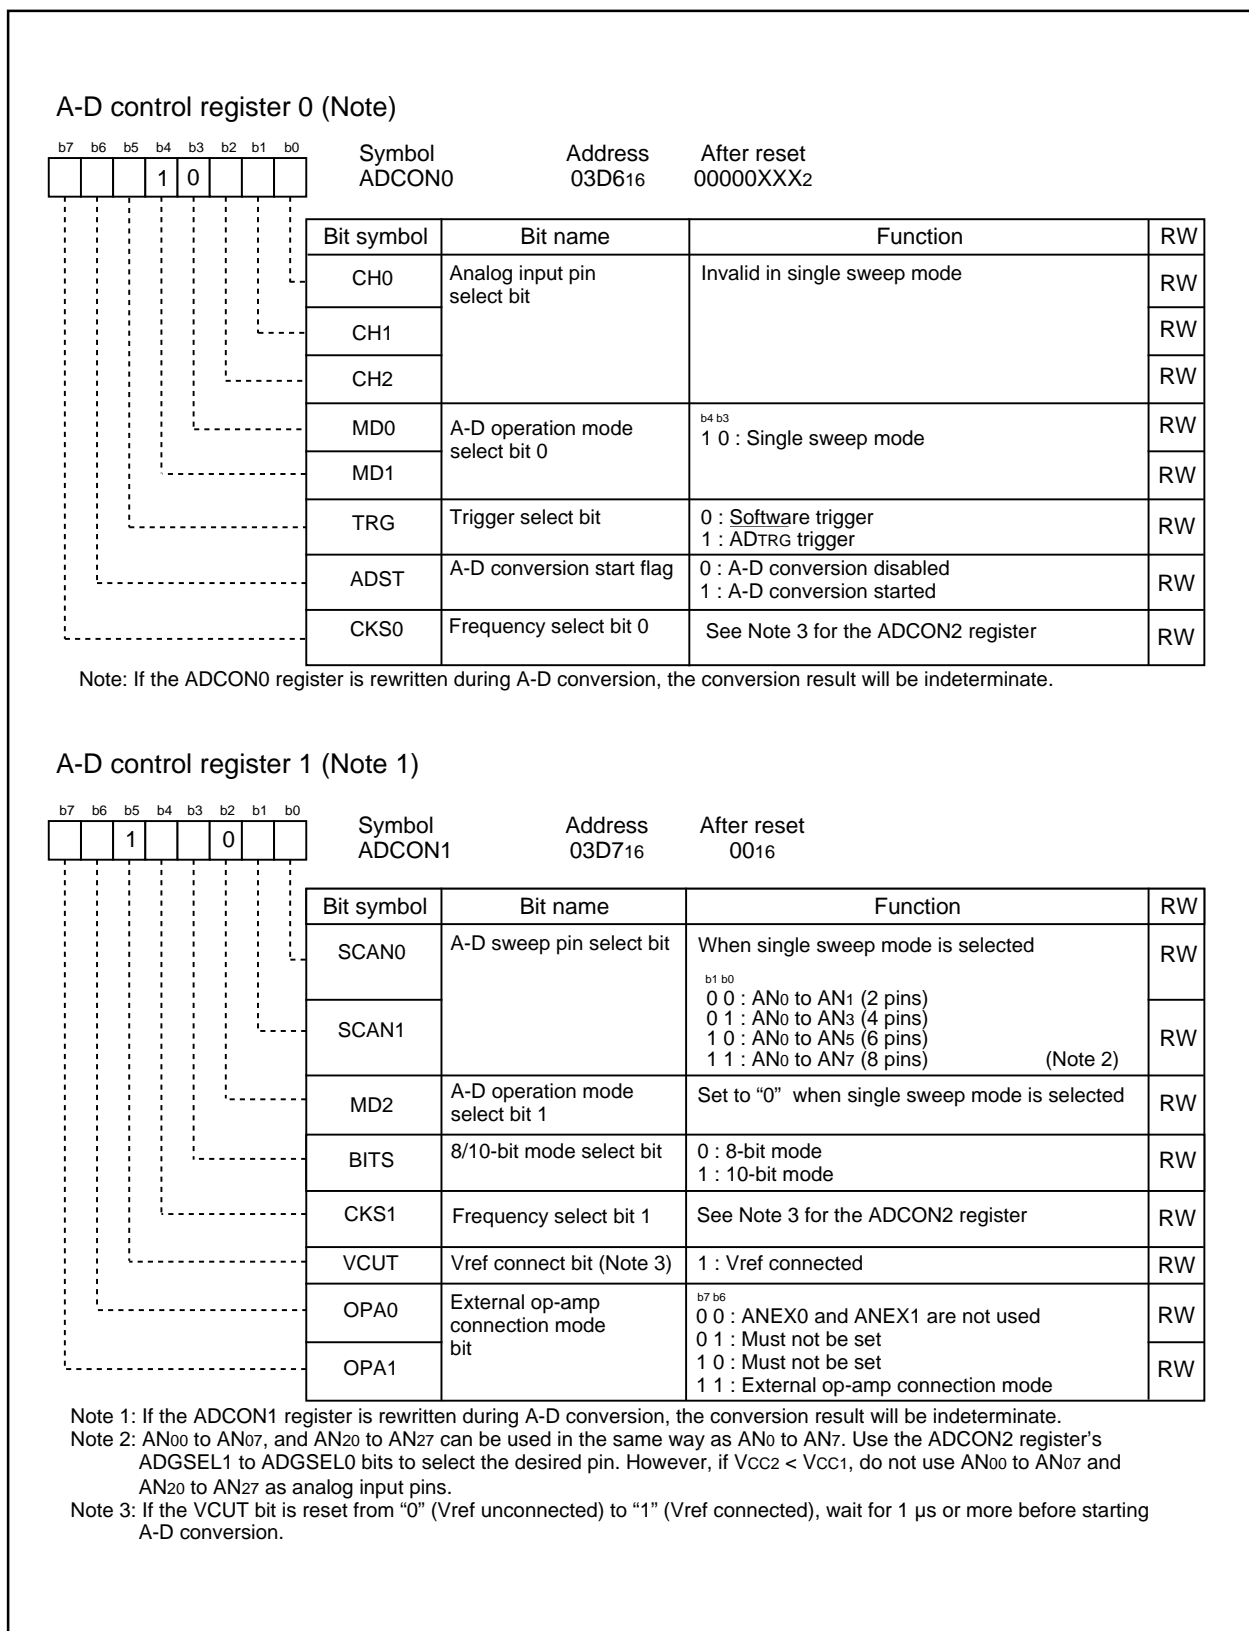 A-D control register 0 (Note)
b7 b6 b5 b4 b3 b2 b1 b0
1 0
Symbol Address After reset
ADCON0 03D616 00000XXX2
Bit symbol Bit name Function RW
CH0 Analog input pin select bit Invalid in single sweep mode RW
CH1 RW
CH2 RW
MD0 A-D operation mode select bit 0 b4 b3 RW
1 0 : Single sweep mode
MD1 RW
TRG Trigger select bit 0 : Software trigger RW
1 : ADTRG trigger
ADST A-D conversion start flag 0 : A-D conversion disabled RW
1 : A-D conversion started
CKS0 Frequency select bit 0 See Note 3 for the ADCON2 register RW
Note: If the ADCON0 register is rewritten during A-D conversion, the conversion result will be indeterminate.
A-D control register 1 (Note 1)
b7 b6 b5 b4 b3 b2 b1 b0
1 0
Symbol Address After reset
ADCON1 03D716 0016
Bit symbol Bit name Function RW
SCAN0 A-D sweep pin select bit When single sweep mode is selected RW
b1 b0
0 0 : AN0 to AN1 (2 pins)
0 1 : AN0 to AN3 (4 pins)
SCAN1 1 0 : AN0 to AN5 (6 pins) RW
1 1 : AN0 to AN7 (8 pins) (Note 2)
MD2 A-D operation mode select bit 1 Set to “0” when single sweep mode is selected RW
BITS 8/10-bit mode select bit 0 : 8-bit mode RW
1 : 10-bit mode
CKS1 Frequency select bit 1 See Note 3 for the ADCON2 register RW
VCUT Vref connect bit (Note 3) 1 : Vref connected RW
OPA0 External op-amp connection mode bit b7 b6 RW
0 0 : ANEX0 and ANEX1 are not used
0 1 : Must not be set
OPA1 1 0 : Must not be set RW
1 1 : External op-amp connection mode
Note 1: If the ADCON1 register is rewritten during A-D conversion, the conversion result will be indeterminate.
Note 2: AN00 to AN07, and AN20 to AN27 can be used in the same way as AN0 to AN7. Use the ADCON2 register’s
ADGSEL1 to ADGSEL0 bits to select the desired pin. However, if VCC2 < VCC1, do not use AN00 to AN07 and
AN20 to AN27 as analog input pins.
Note 3: If the VCUT bit is reset from “0” (Vref unconnected) to “1” (Vref connected), wait for 1 µs or more before starting
A-D conversion.